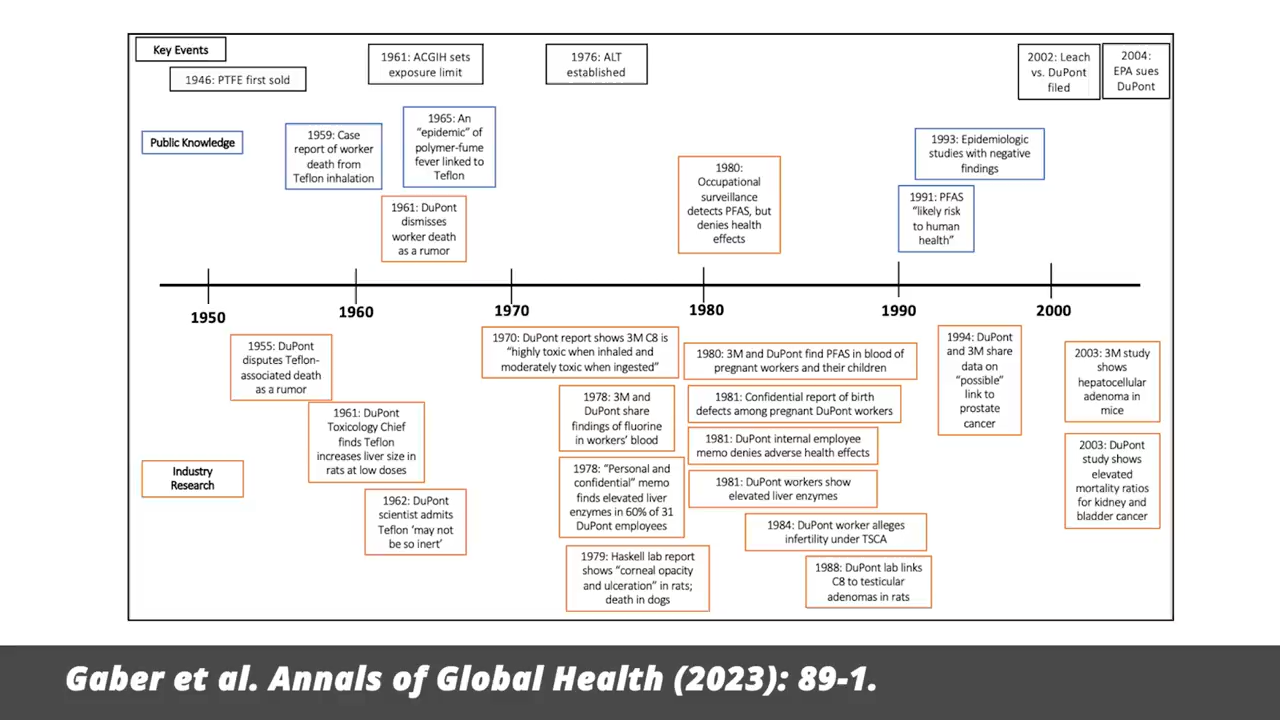 Key Events
1946: PTFE first sold
1961: ACGIH sets
exposure limit
1976: ALT
established
2002: Leach
vs. DuPont
filed
2004:
EPA sues
DuPont
Public Knowledge
1959: Case
report of worker
death from
Teflon inhalation
1965: An
"epidemic" of
polymer-fume
fever linked to
Teflon
1961: DuPont
dismisses
worker death
as a rumor
1980:
Occupational
surveillance
detects PFAS, but
denies health
effects
1993: Epidemiologic
studies with negative
findings
1991: PFAS
"likely risk
to human
health"
1950
1960
1970
1980
1990
2000
1955: DuPont
disputes Teflon-
associated death
as a rumor
1961: DuPont
Toxicology Chief
finds Teflon
increases liver size in
rats at low doses
Industry
Research
1962: DuPont
scientist admits
Teflon 'may not
be so inert'
1970: DuPont report shows 3M C8 is
"highly toxic when inhaled and
moderately toxic when ingested"
1978: 3M and
DuPont share
findings of fluorine
in workers' blood
1978: "Personal and
confidential" memo
finds elevated liver
enzymes in 60% of 31
DuPont employees
1979: Haskell lab report
shows "corneal opacity
and ulceration" in rats;
death in dogs
1980: 3M and DuPont find PFAS in blood of
pregnant workers and their children
1981: Confidential report of birth
defects among pregnant DuPont workers
1981: DuPont internal employee
memo denies adverse health effects
1981: DuPont workers show
elevated liver enzymes
1984: DuPont worker alleges
infertility under TSCA
1988: DuPont lab links
C8 to testicular
adenomas in rats
1994: DuPont
and 3M share
data on
"possible"
link to
prostate
cancer
2003: 3M study
shows
hepatocellular
adenoma in
mice
2003: DuPont
study shows
elevated
mortality ratios
for kidney and
bladder cancer
Gaber et al. Annals of Global Health (2023): 89-1.